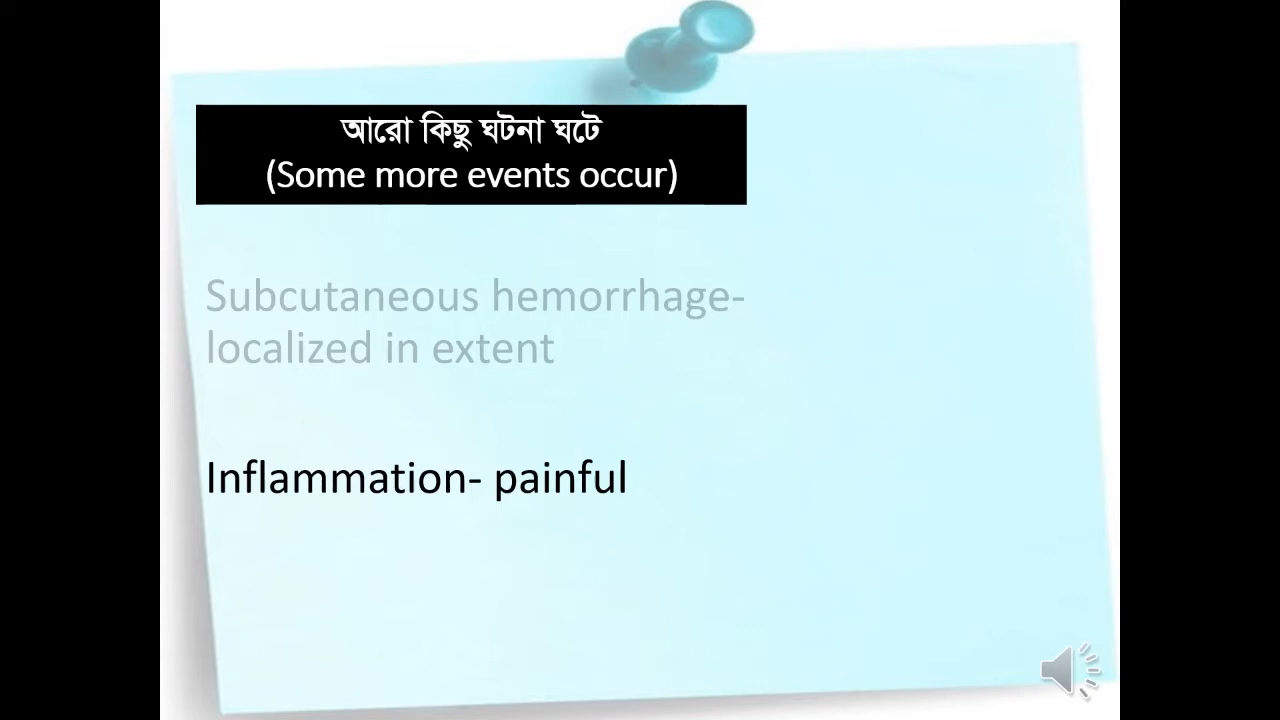 আরো কিছু ঘটনা ঘটে
(Some more events occur)
Subcutaneous hemorrhage-
localized in extent
Inflammation- painful